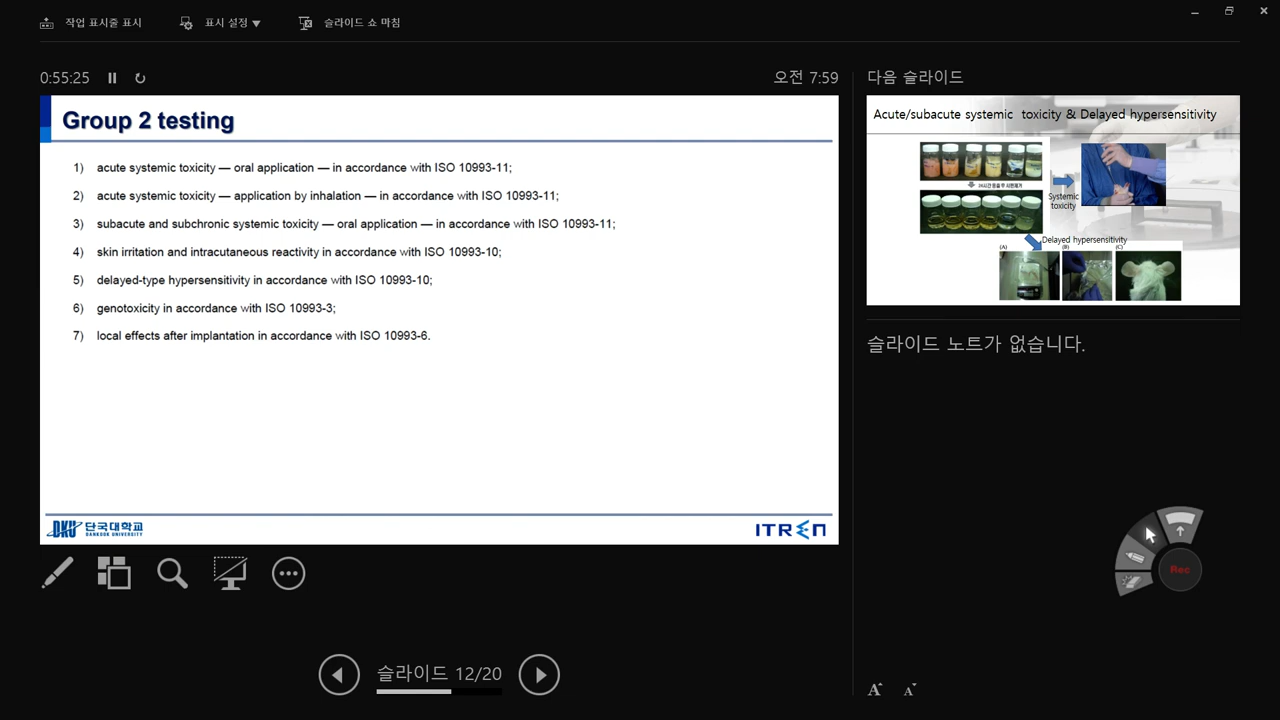 작업 표시줄 표시
표시 설정 ▼
슬라이드 쇼 마침
0:55:25
오전 7:59
Group 2 testing
1) acute systemic toxicity — oral application — in accordance with ISO 10993-11;
2) acute systemic toxicity — application by inhalation — in accordance with ISO 10993-11;
3) subacute and subchronic systemic toxicity — oral application — in accordance with ISO 10993-11;
4) skin irritation and intracutaneous reactivity in accordance with ISO 10993-10;
5) delayed-type hypersensitivity in accordance with ISO 10993-10;
6) genotoxicity in accordance with ISO 10993-3;
7) local effects after implantation in accordance with ISO 10993-6.
DKU 단국대학교
DANKOOK UNIVERSITY
ITREN
슬라이드 12/20
다음 슬라이드
Acute/subacute systemic toxicity & Delayed hypersensitivity
Systemic
toxicity
Delayed hypersensitivity
(A)
(B)
(C)
슬라이드 노트가 없습니다.
Rec
A
A